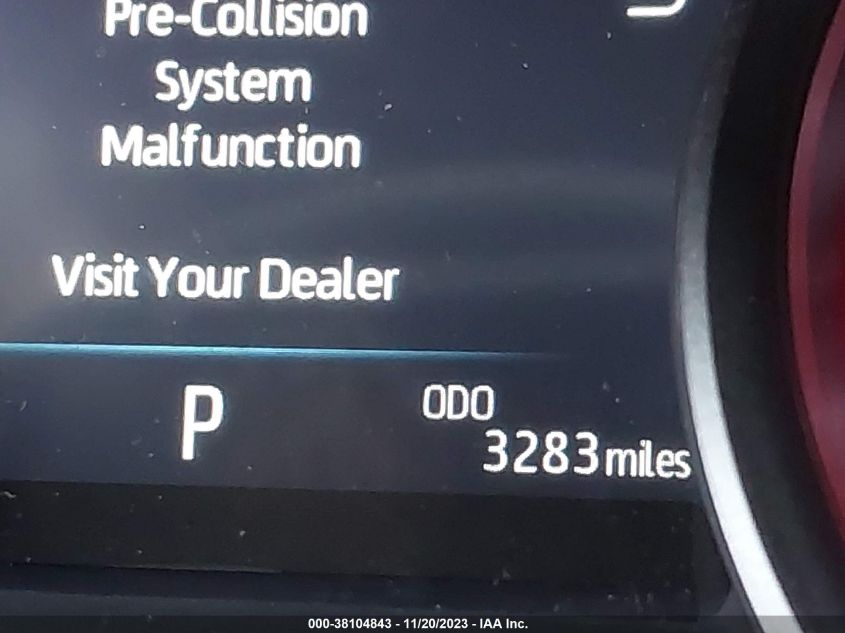 Pre-Collision
System
Malfunction
Visit Your Dealer
P
ODO
3283 miles
000-38104843 - 11/20/2023 - IAA Inc.